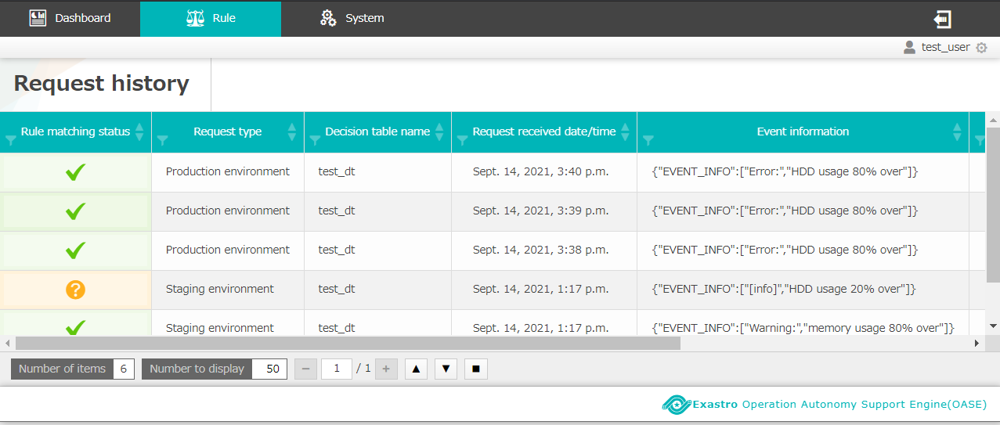 Dashboard Rule System
test_user
Request history
Rule matching status Request type Decision table name Request received date/time Event information
Production environment test_dt Sept. 14, 2021, 3:40 p.m. {"EVENT_INFO":["Error:","HDD usage 80% over"]}
Production environment test_dt Sept. 14, 2021, 3:39 p.m. {"EVENT_INFO":["Error:","HDD usage 80% over"]}
Production environment test_dt Sept. 14, 2021, 3:38 p.m. {"EVENT_INFO":["Error:","HDD usage 80% over"]}
? Staging environment test_dt Sept. 14, 2021, 1:17 p.m. {"EVENT_INFO":["[info]","HDD usage 20% over"]}
Staging environment test_dt Sept. 14, 2021, 1:17 p.m. {"EVENT_INFO":["Warning:","memory usage 80% over"]}
Number of items 6 Number to display 50 − 1 / 1 + ▲ ▼ ■
Exastro Operation Autonomy Support Engine(OASE)